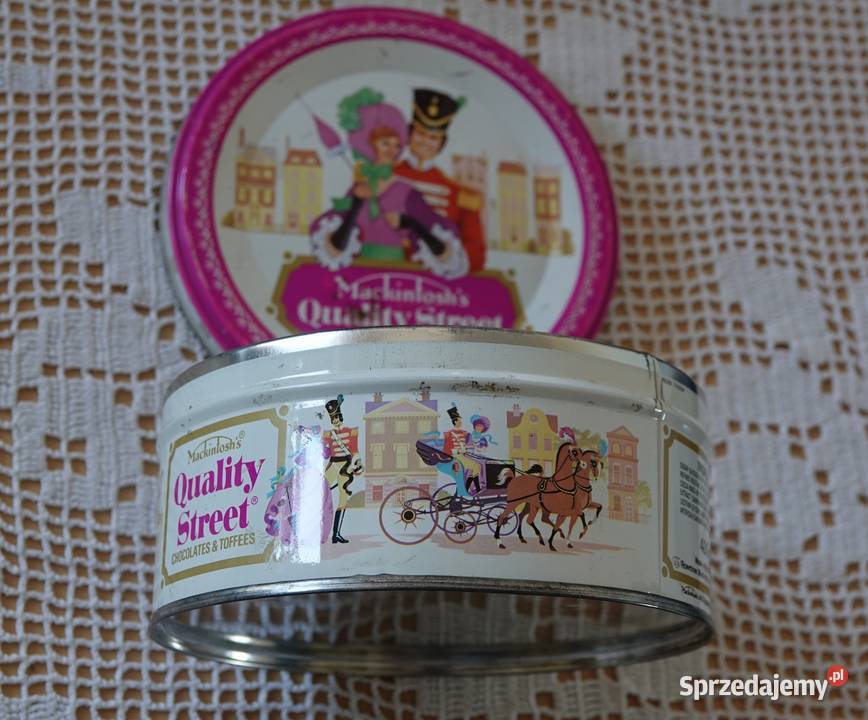 Mackintosh's
Quality Street
Mackintosh's®
Quality
Street®
CHOCOLATES & TOFFEES
Sprzedajemy.pl